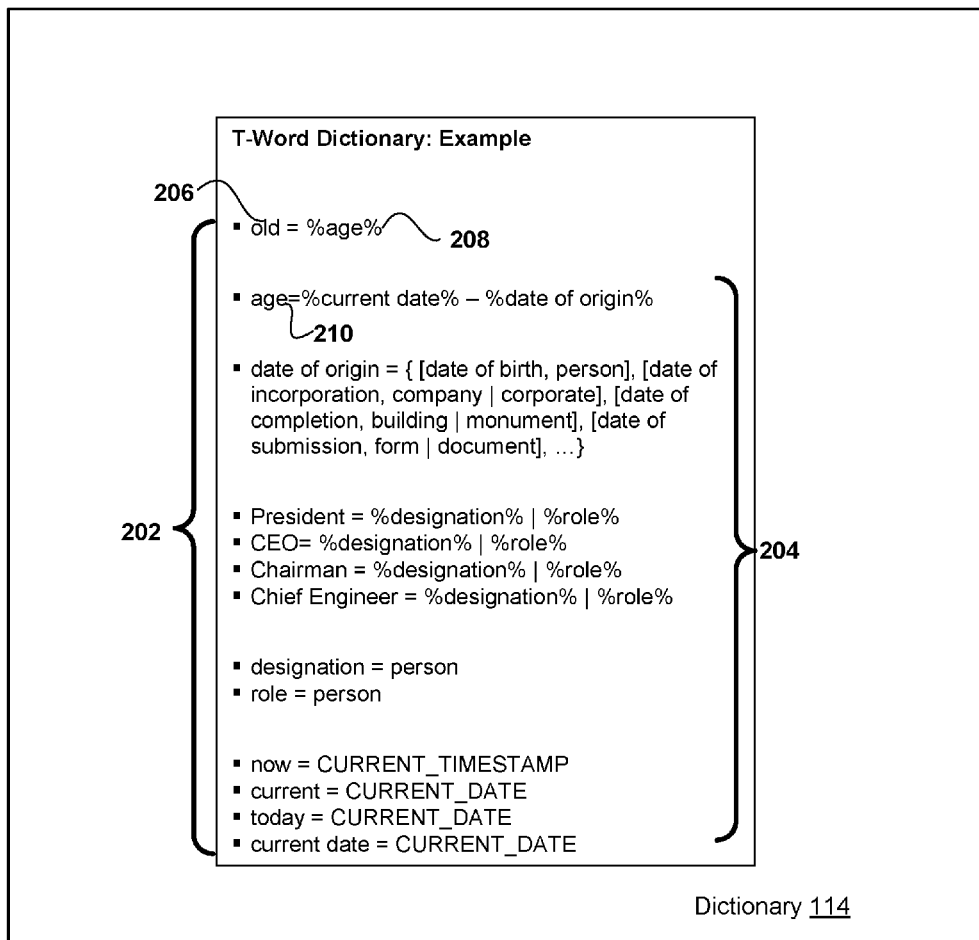 T-Word Dictionary: Example
206
▪ old = %age%
208
▪ age=%current date% – %date of origin%
210
▪ date of origin = { [date of birth, person], [date of
incorporation, company | corporate], [date of
completion, building | monument], [date of
submission, form | document], …}
▪ President = %designation% | %role%
202
▪ CEO= %designation% | %role%
204
▪ Chairman = %designation% | %role%
▪ Chief Engineer = %designation% | %role%
▪ designation = person
▪ role = person
▪ now = CURRENT_TIMESTAMP
▪ current = CURRENT_DATE
▪ today = CURRENT_DATE
▪ current date = CURRENT_DATE
Dictionary 114